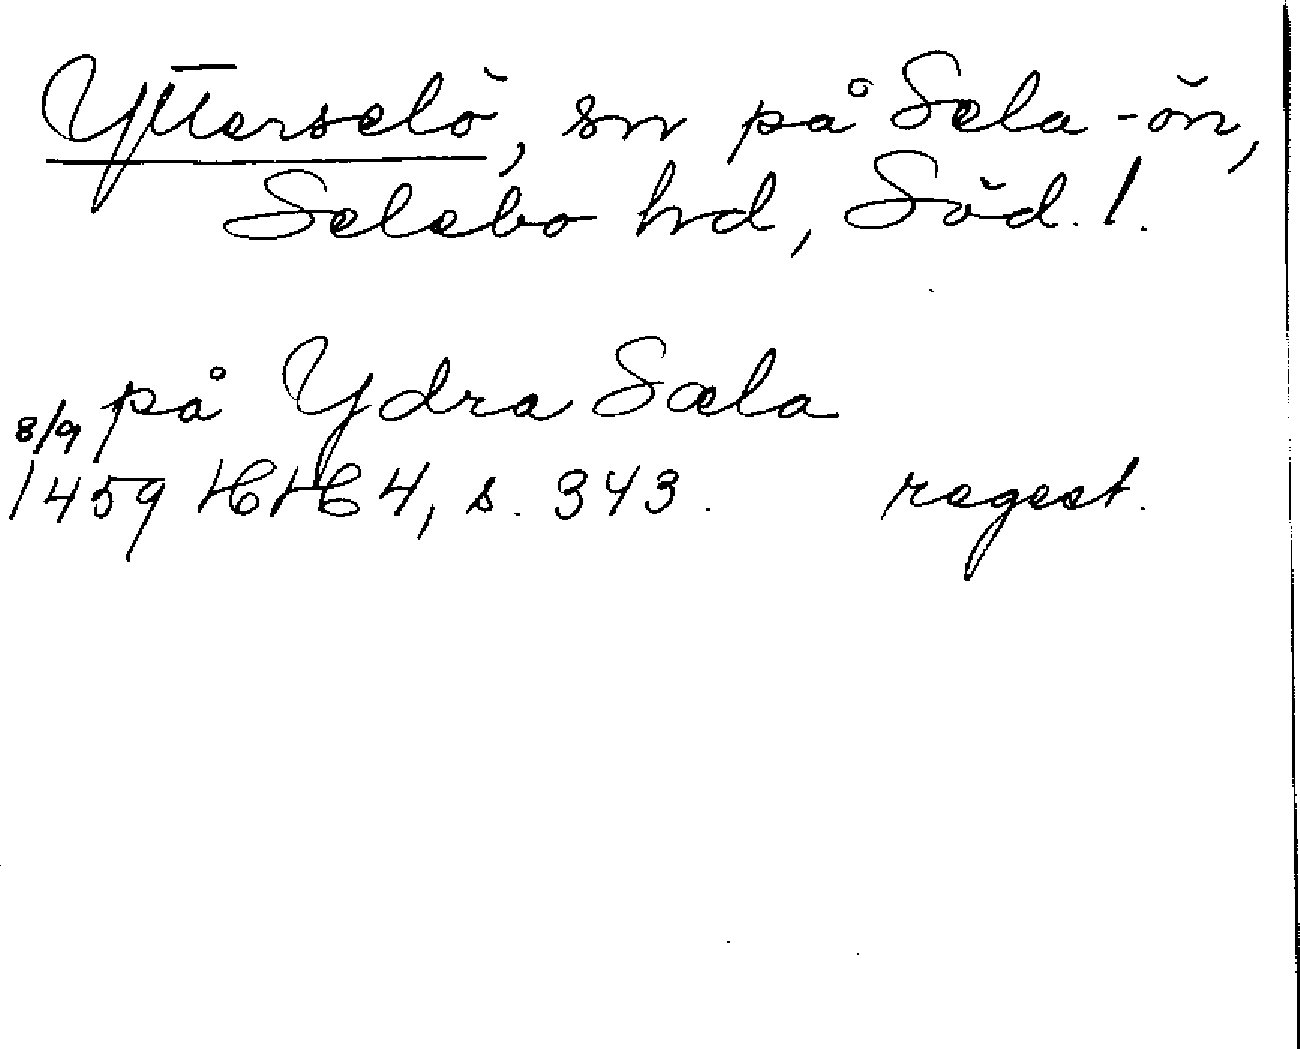 Ytterselö, sn på Sela-ön,
Selebo hd, Söd. l.
på Ydra Sæla
8/9
1459 HH 4, s. 343. regest.